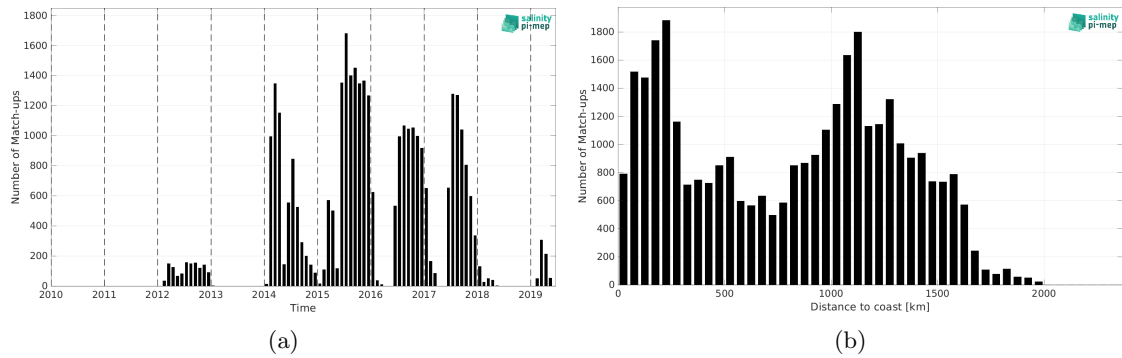 1800
1600
1400
1200
1000
800
600
400
200
0
Number of Match-ups
2010 2011 2012 2013 2014 2015 2016 2017 2018 2019
Time
salinity
pi-mep
(a)
1800
1600
1400
1200
1000
800
600
400
200
0
Number of Match-ups
0 500 1000 1500 2000
Distance to coast [km]
salinity
pi-mep
(b)